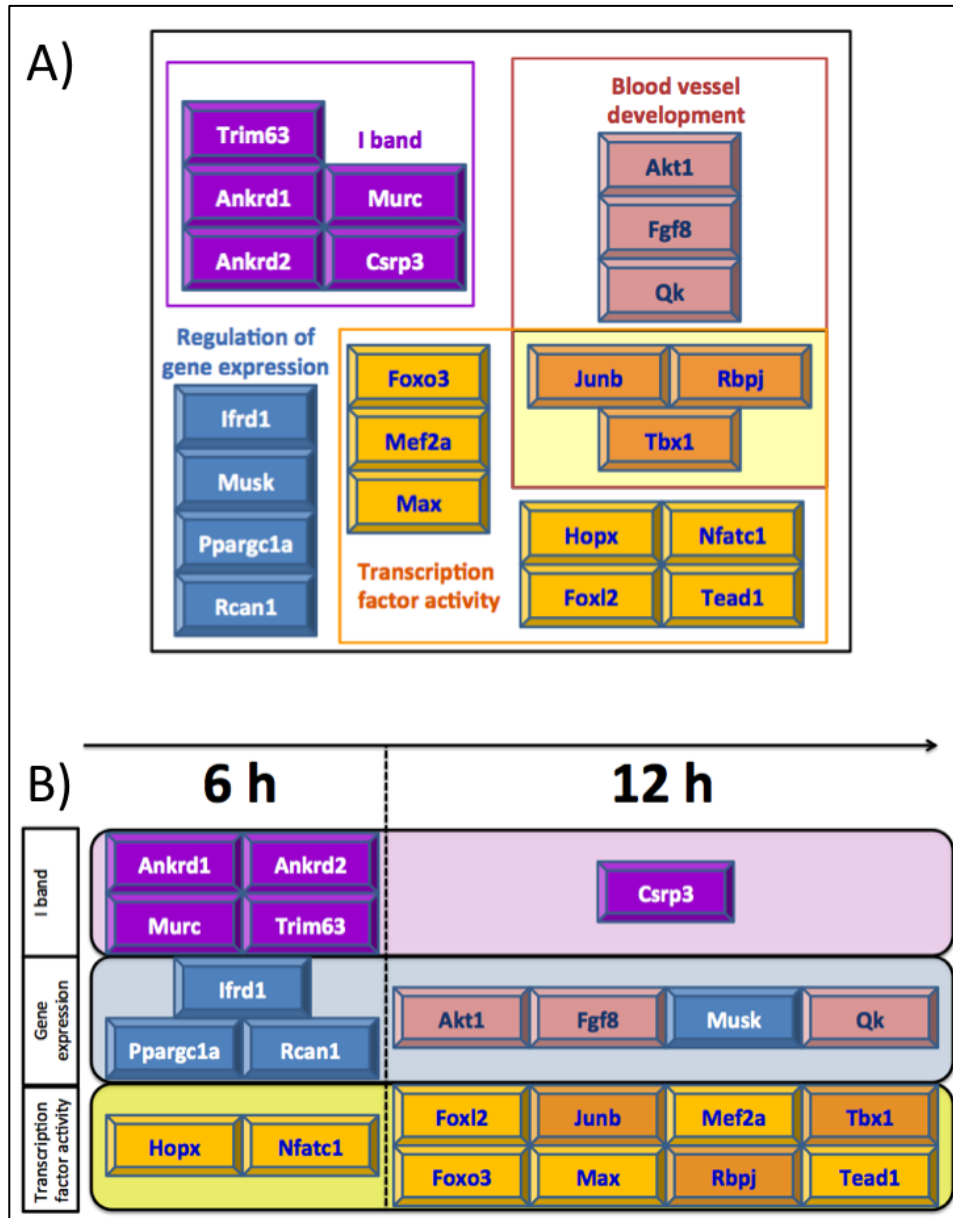 A)
Trim63
I band
Ankrd1
Murc
Ankrd2
Csrp3
Blood vessel
development
Akt1
Fgf8
Qk
Regulation of
gene expression
Ifrd1
Musk
Ppargc1a
Rcan1
Foxo3
Mef2a
Max
Junb
Rbpj
Tbx1
Transcription
factor activity
Hopx
Nfatc1
Foxl2
Tead1
B)
6 h
12 h
I band
Ankrd1
Ankrd2
Murc
Trim63
Csrp3
Gene
expression
Ifrd1
Ppargc1a
Rcan1
Akt1
Fgf8
Musk
Qk
Transcription
factor activity
Hopx
Nfatc1
Foxl2
Junb
Mef2a
Tbx1
Foxo3
Max
Rbpj
Tead1